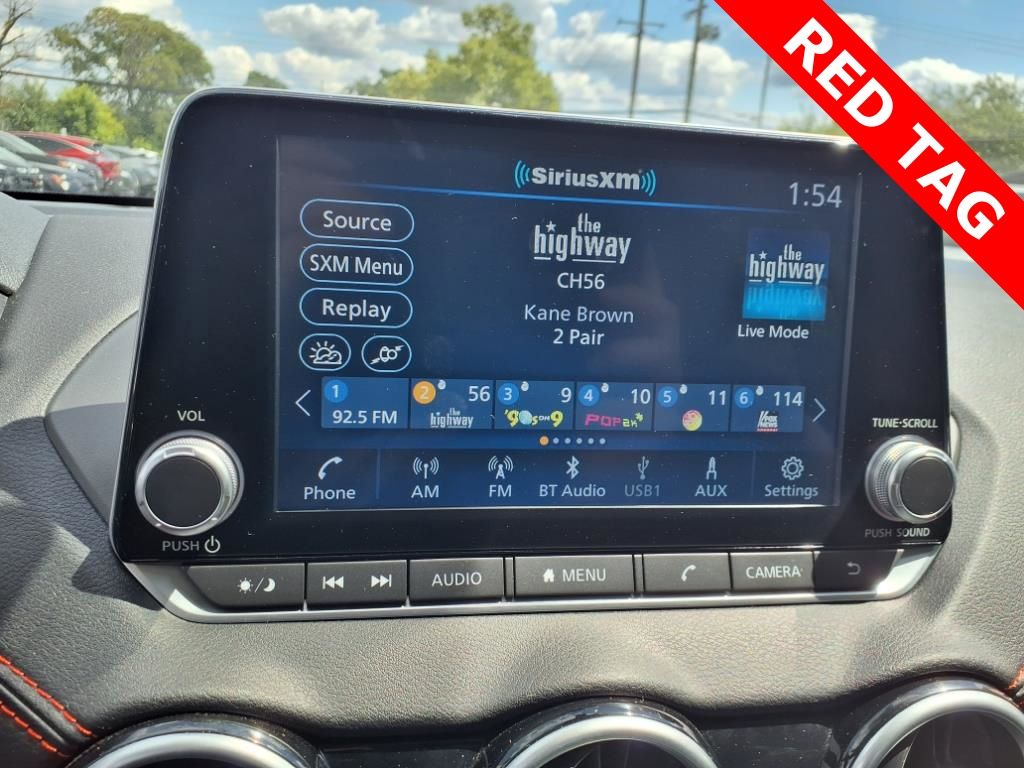 RED TAG
SiriusXM
1:54
Source
SXM Menu
Replay
the
highway
CH56
Kane Brown
2 Pair
the
highway
Live Mode
1 2 56 3 9 4 10 5 11 6 114
92.5 FM the highway '90s on 9 POP2K FOX NEWS
Phone AM FM BT Audio USB1 AUX Settings
VOL
PUSH
TUNE·SCROLL
PUSH SOUND
AUDIO MENU CAMERA